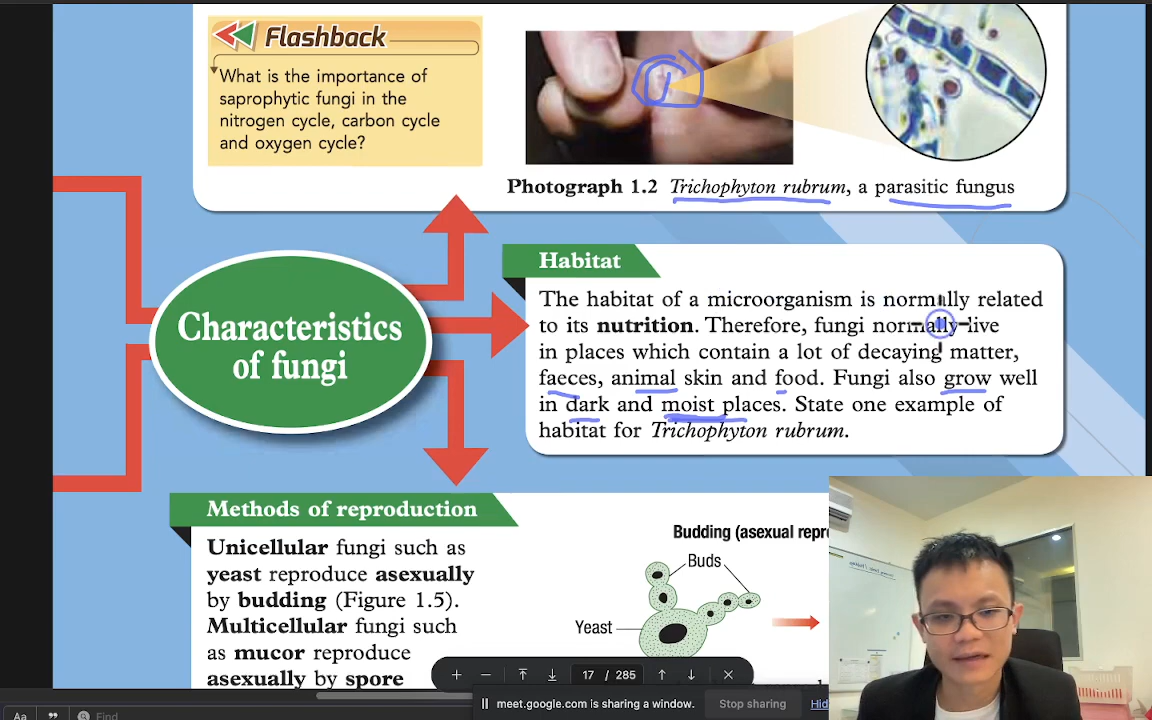 Flashback
What is the importance of
saprophytic fungi in the
nitrogen cycle, carbon cycle
and oxygen cycle?
Photograph 1.2 Trichophyton rubrum, a parasitic fungus
Characteristics
of fungi
Habitat
The habitat of a microorganism is normally related
to its nutrition. Therefore, fungi normally live
in places which contain a lot of decaying matter,
faeces, animal skin and food. Fungi also grow well
in dark and moist places. State one example of
habitat for Trichophyton rubrum.
Methods of reproduction
Unicellular fungi such as
yeast reproduce asexually
by budding (Figure 1.5).
Multicellular fungi such
as mucor reproduce
asexually by spore
Budding (asexual repro
Buds
Yeast
17 / 285
meet.google.com is sharing a window.
Stop sharing
Hid
Aa
Find